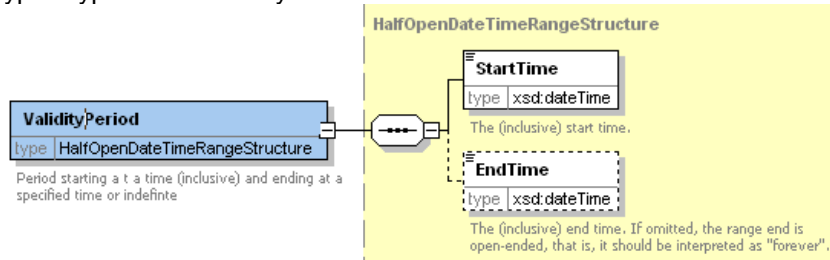 HalfOpenDateTimeRangeStructure
StartTime
type xsd:dateTime
The (inclusive) start time.
ValidityPeriod
type HalfOpenDateTimeRangeStructure
Period starting a t a time (inclusive) and ending at a
specified time or indefinte
EndTime
type xsd:dateTime
The (inclusive) end time. If omitted, the range end is
open-ended, that is, it should be interpreted as "forever".